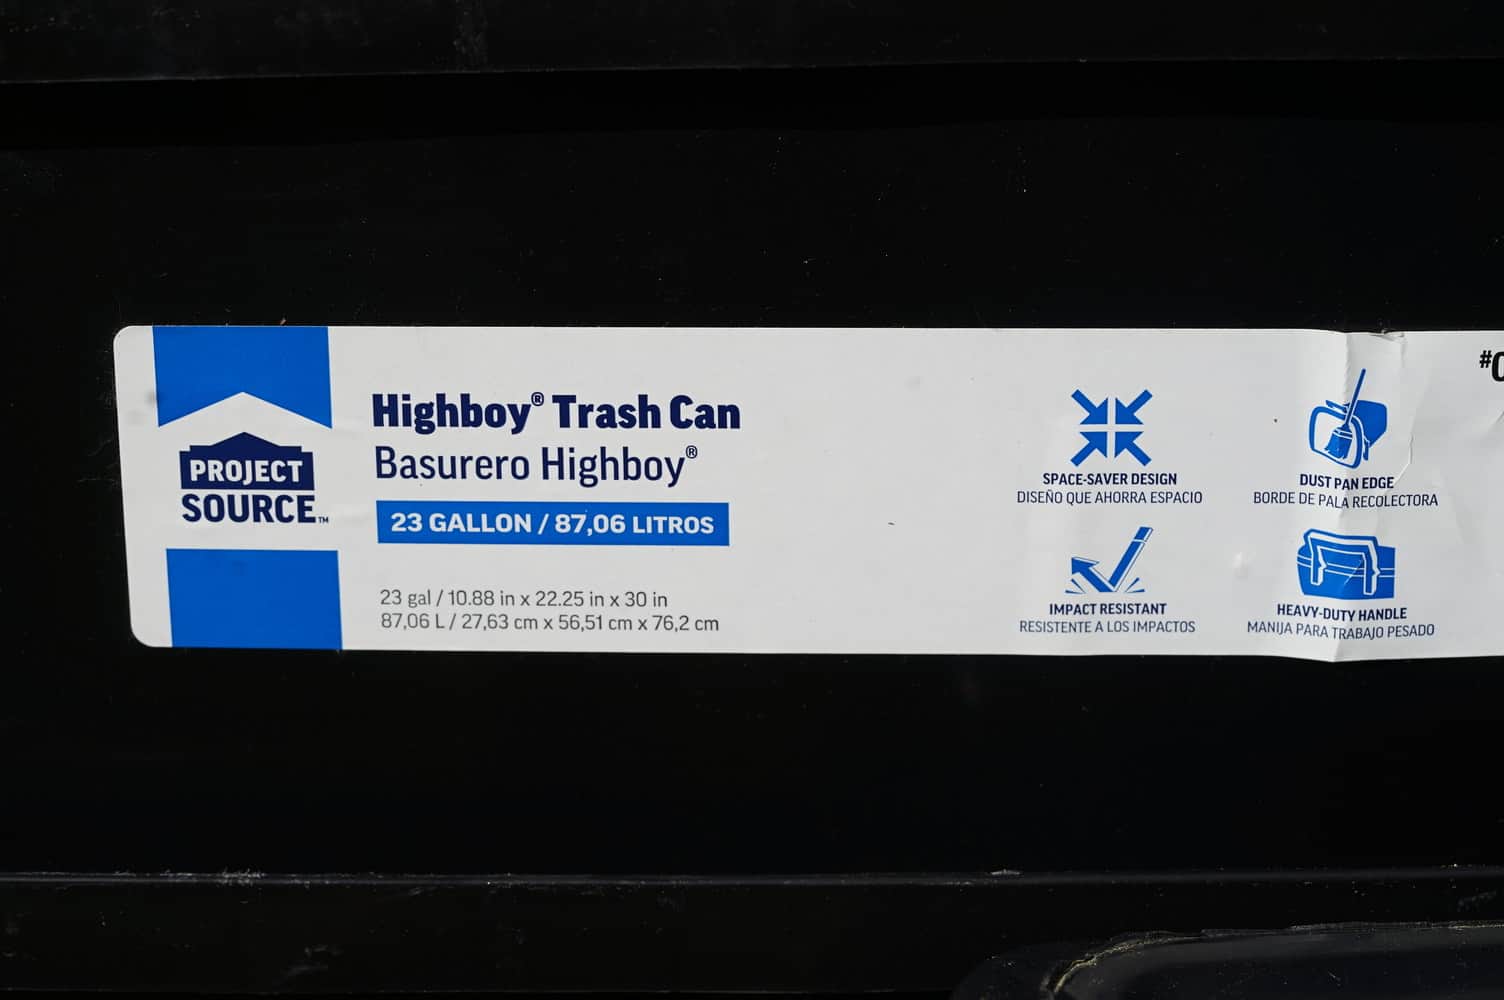 PROJECT
SOURCE™
Highboy® Trash Can
Basurero Highboy®
23 GALLON / 87,06 LITROS
23 gal / 10.88 in x 22.25 in x 30 in
87,06 L / 27,63 cm x 56,51 cm x 76,2 cm
SPACE-SAVER DESIGN
DISEÑO QUE AHORRA ESPACIO
DUST PAN EDGE
BORDE DE PALA RECOLECTORA
IMPACT RESISTANT
RESISTENTE A LOS IMPACTOS
HEAVY-DUTY HANDLE
MANIJA PARA TRABAJO PESADO